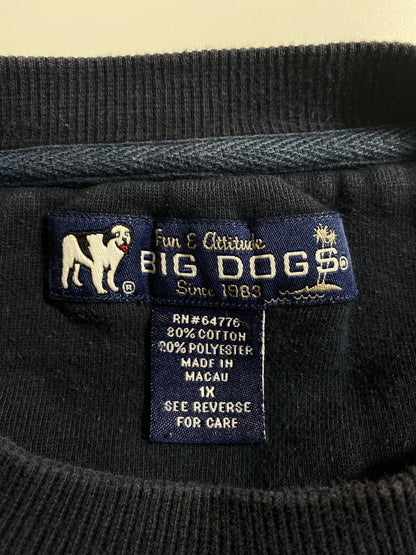 Fun & Attitude
BIG DOGS®
Since 1983
®
RN#64776
80% COTTON
20% POLYESTER
MADE IN
MACAU
1X
SEE REVERSE
FOR CARE